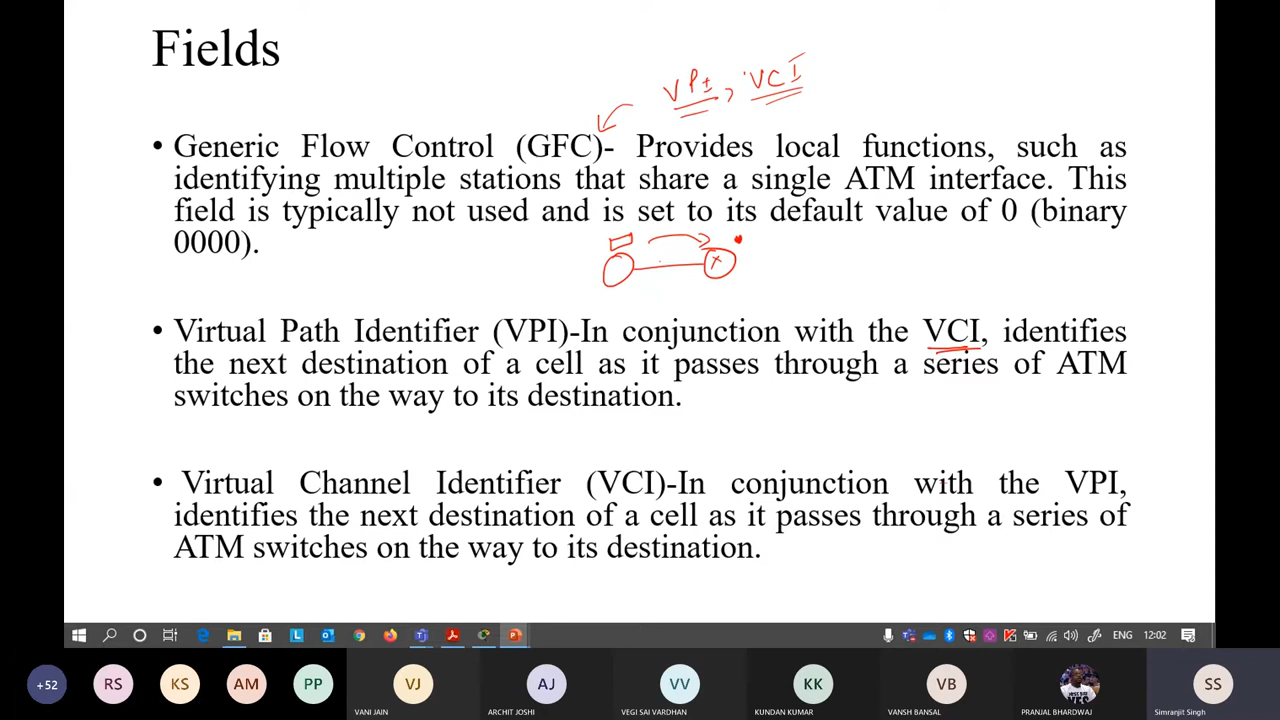 Fields
VPI, VCI
• Generic Flow Control (GFC)- Provides local functions, such as
identifying multiple stations that share a single ATM interface. This
field is typically not used and is set to its default value of 0 (binary
0000).
• Virtual Path Identifier (VPI)-In conjunction with the VCI, identifies
the next destination of a cell as it passes through a series of ATM
switches on the way to its destination.
• Virtual Channel Identifier (VCI)-In conjunction with the VPI,
identifies the next destination of a cell as it passes through a series of
ATM switches on the way to its destination.
ENG 12:02
+52 RS KS AM PP VJ AJ VV KK VB SS
VANI JAIN ARCHIT JOSHI VEGI SAI VARDHAN KUNDAN KUMAR VANSH BANSAL PRANJAL BHARDWAJ Simranjit Singh